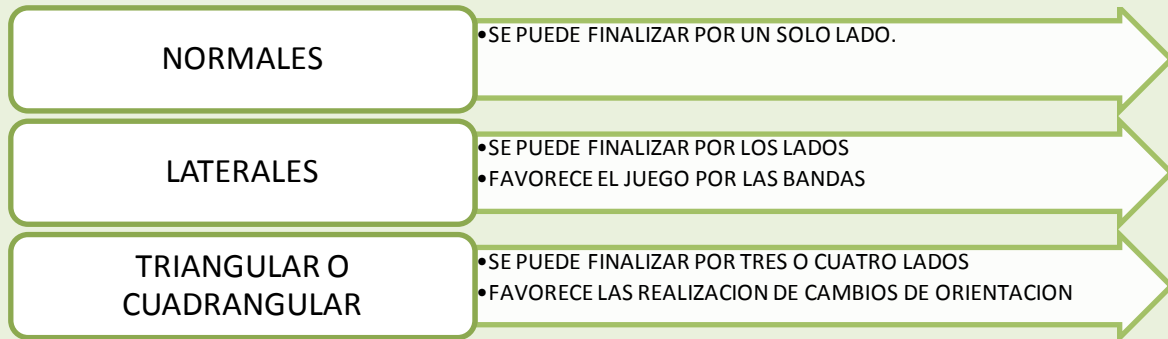 NORMALES
•SE PUEDE FINALIZAR POR UN SOLO LADO.
LATERALES
•SE PUEDE FINALIZAR POR LOS LADOS
•FAVORECE EL JUEGO POR LAS BANDAS
TRIANGULAR O
CUADRANGULAR
•SE PUEDE FINALIZAR POR TRES O CUATRO LADOS
•FAVORECE LAS REALIZACION DE CAMBIOS DE ORIENTACION